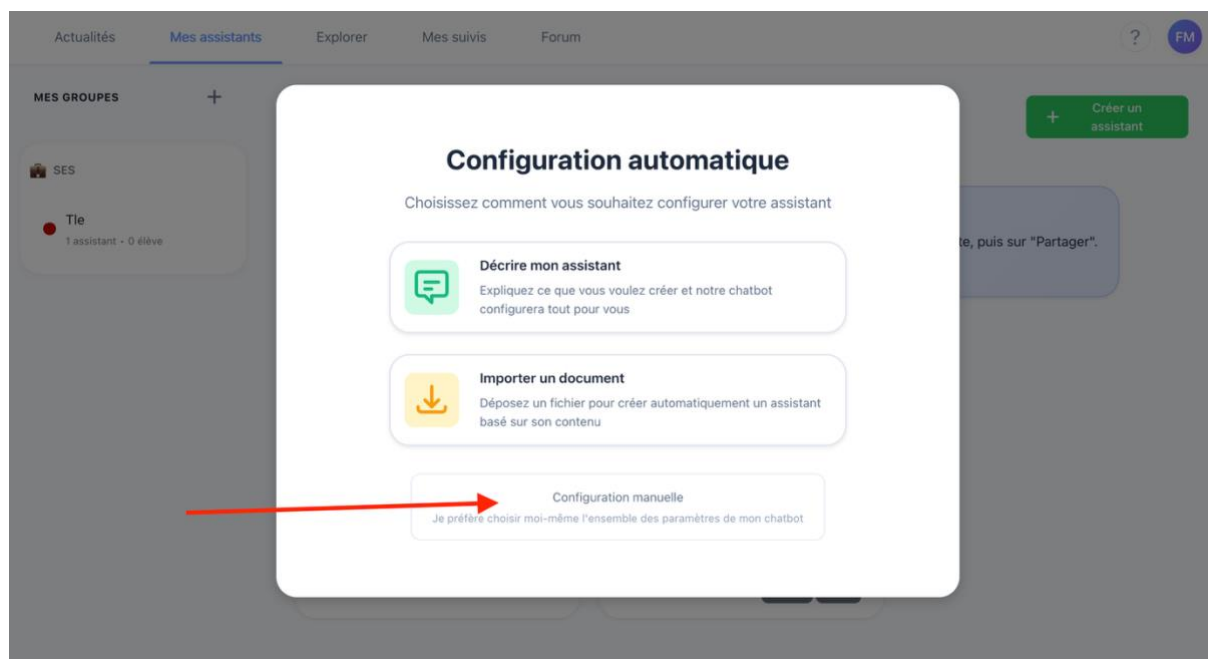 Actualités
Mes assistants
Explorer
Mes suivis
Forum
?
FM
MES GROUPES
+
+ Créer un
assistant
SES
Tle
1 assistant - 0 élève
te, puis sur "Partager".
Configuration automatique
Choisissez comment vous souhaitez configurer votre assistant
Décrire mon assistant
Expliquez ce que vous voulez créer et notre chatbot
configurera tout pour vous
Importer un document
Déposez un fichier pour créer automatiquement un assistant
basé sur son contenu
Configuration manuelle
Je préfère choisir moi-même l'ensemble des paramètres de mon chatbot